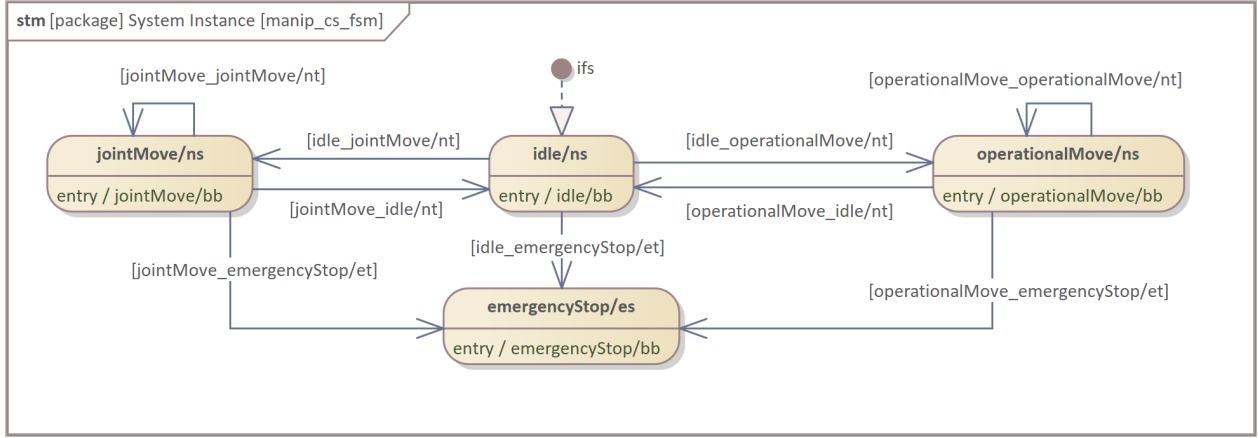 stm [package] System Instance [manip_cs_fsm]
ifs
[jointMove_jointMove/nt]
[operationalMove_operationalMove/nt]
[idle_jointMove/nt]
[idle_operationalMove/nt]
jointMove/ns
idle/ns
operationalMove/ns
entry / jointMove/bb
entry / idle/bb
entry / operationalMove/bb
[jointMove_idle/nt]
[operationalMove_idle/nt]
[idle_emergencyStop/et]
[jointMove_emergencyStop/et]
[operationalMove_emergencyStop/et]
emergencyStop/es
entry / emergencyStop/bb